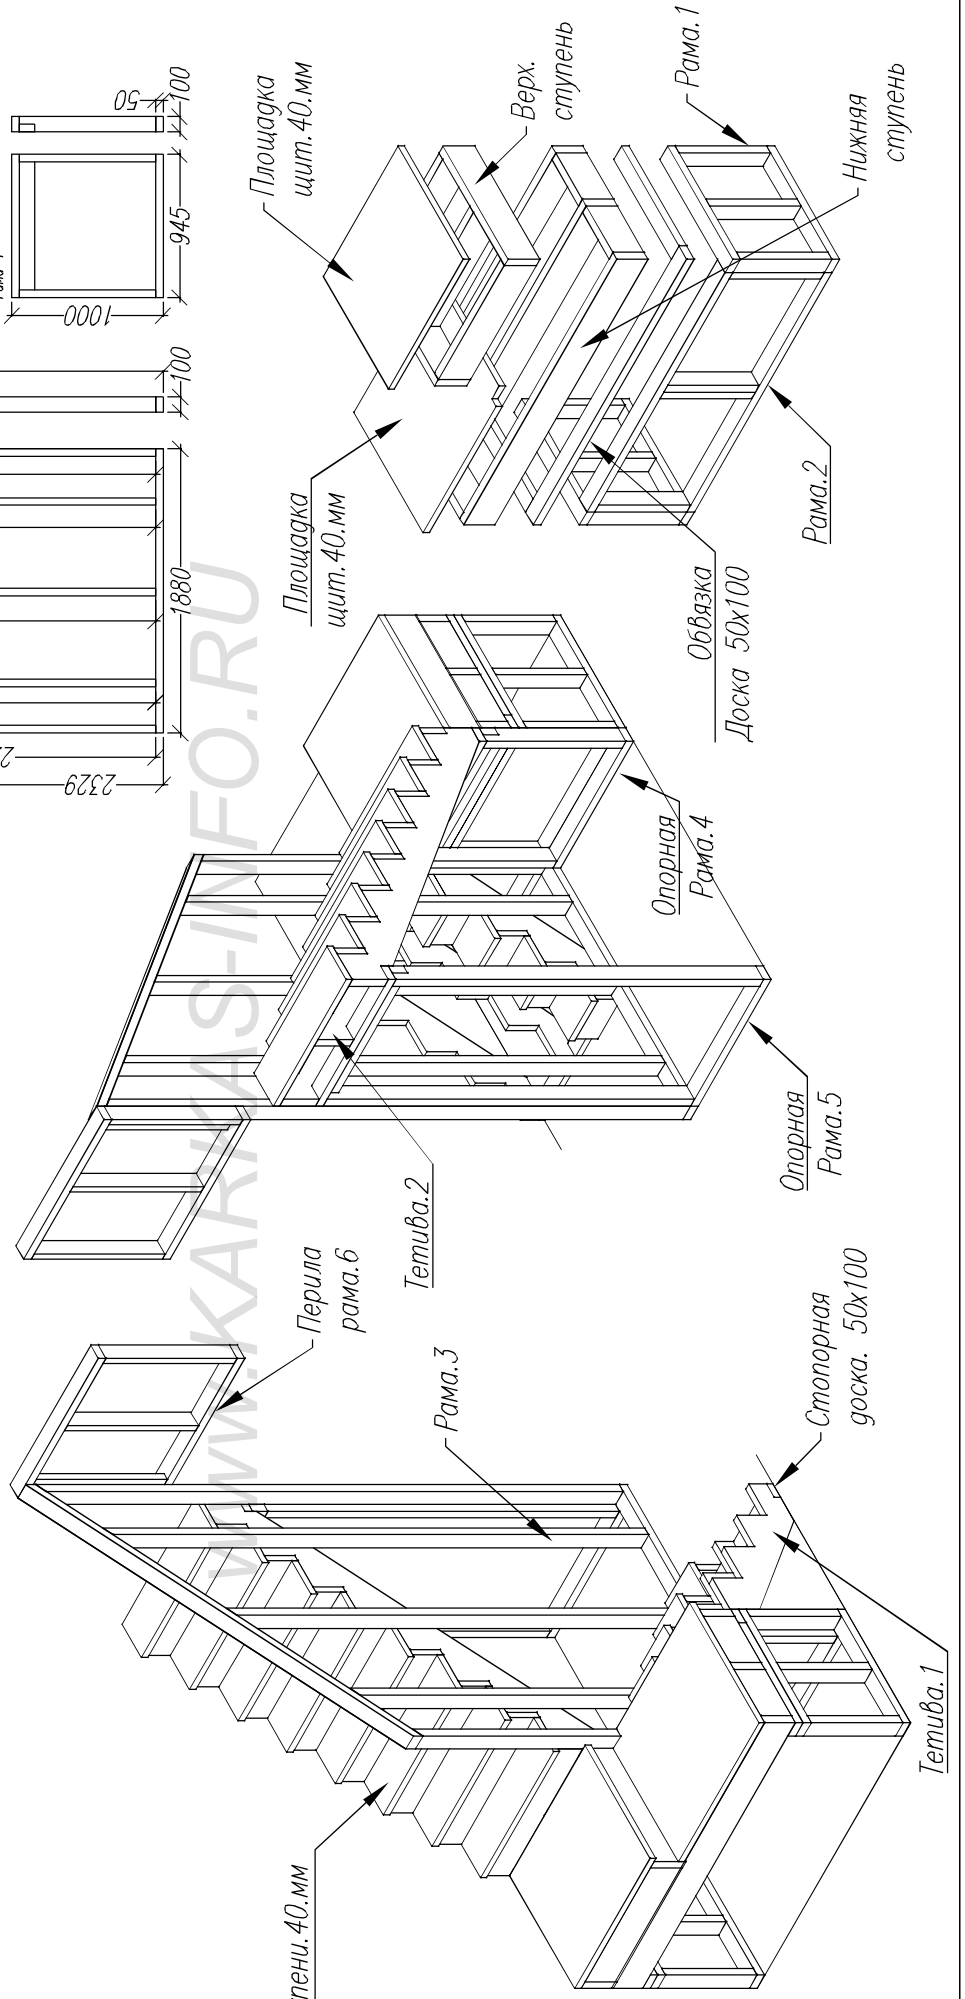 2329
1880
100
1000
945
50
100
www.KARKAS-INFO.RU
Перила
рама.6
Рама.3
Стопорная
доска. 50х100
Тетива.1
Тетива.2
Опорная
Рама.5
Опорная
Рама.4
Площадка
щит.40.мм
Площадка
щит.40.мм
Верх.
ступень
Рама.1
Нижняя
ступень
Рама.2
Обвязка
Доска 50х100